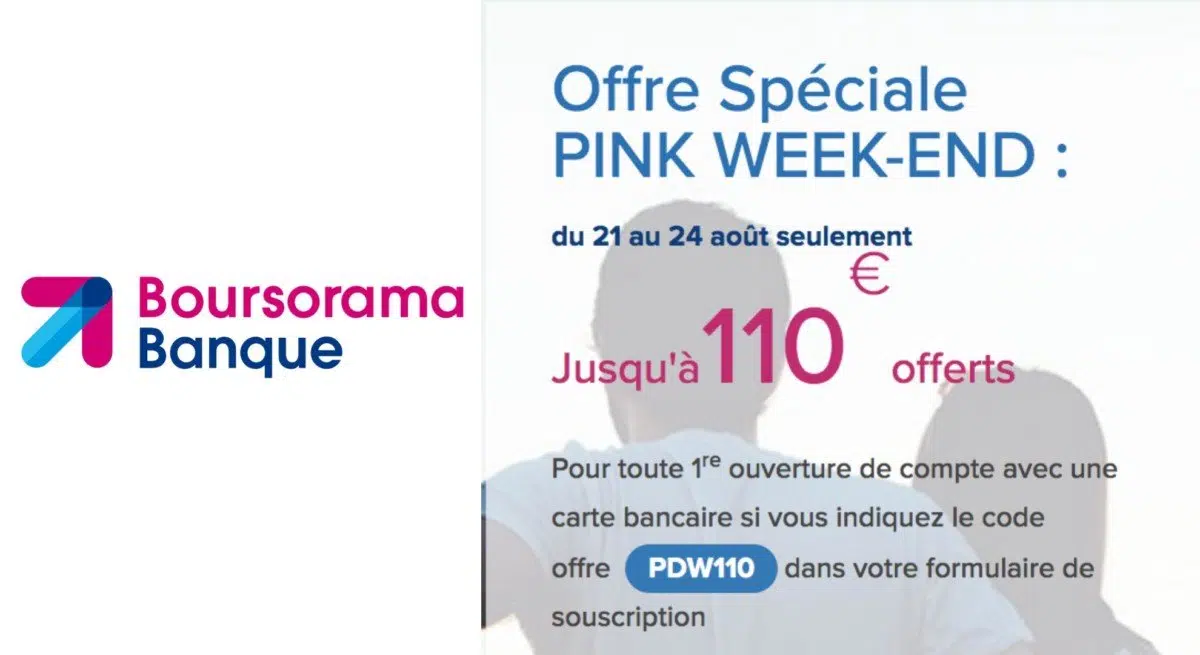 Boursorama
Banque
Offre Spéciale
PINK WEEK-END :
du 21 au 24 août seulement
Jusqu'à 110 € offerts
Pour toute 1re ouverture de compte avec une
carte bancaire si vous indiquez le code
offre PDW110 dans votre formulaire de
souscription